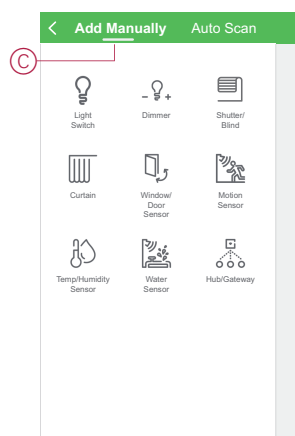 Add Manually Auto Scan
C
Light
Switch
Dimmer
Shutter/
Blind
Curtain
Window/
Door
Sensor
Motion
Sensor
Temp/Humidity
Sensor
Water
Sensor
Hub/Gateway